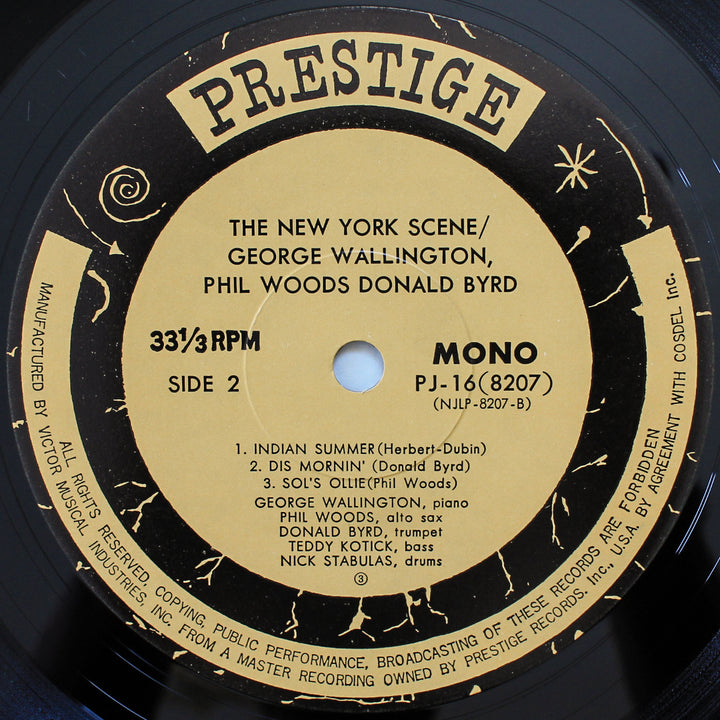 PRESTIGE
THE NEW YORK SCENE/
GEORGE WALLINGTON,
PHIL WOODS DONALD BYRD
33 1/3 RPM
SIDE 2
MONO
PJ-16(8207)
(NJLP-8207-B)
1. INDIAN SUMMER(Herbert-Dubin)
2. DIS MORNIN' (Donald Byrd)
3. SOL'S OLLIE(Phil Woods)
GEORGE WALLINGTON, piano
PHIL WOODS, alto sax
DONALD BYRD, trumpet
TEDDY KOTICK, bass
NICK STABULAS, drums
③
ALL RIGHTS RESERVED, COPYING, PUBLIC PERFORMANCE, BROADCASTING OF THESE RECORDS ARE FORBIDDEN
MANUFACTURED BY VICTOR MUSICAL INDUSTRIES, INC. FROM A MASTER RECORDING OWNED BY PRESTIGE RECORDS. Inc., U.S.A. BY AGREEMENT WITH COSDEL Inc.